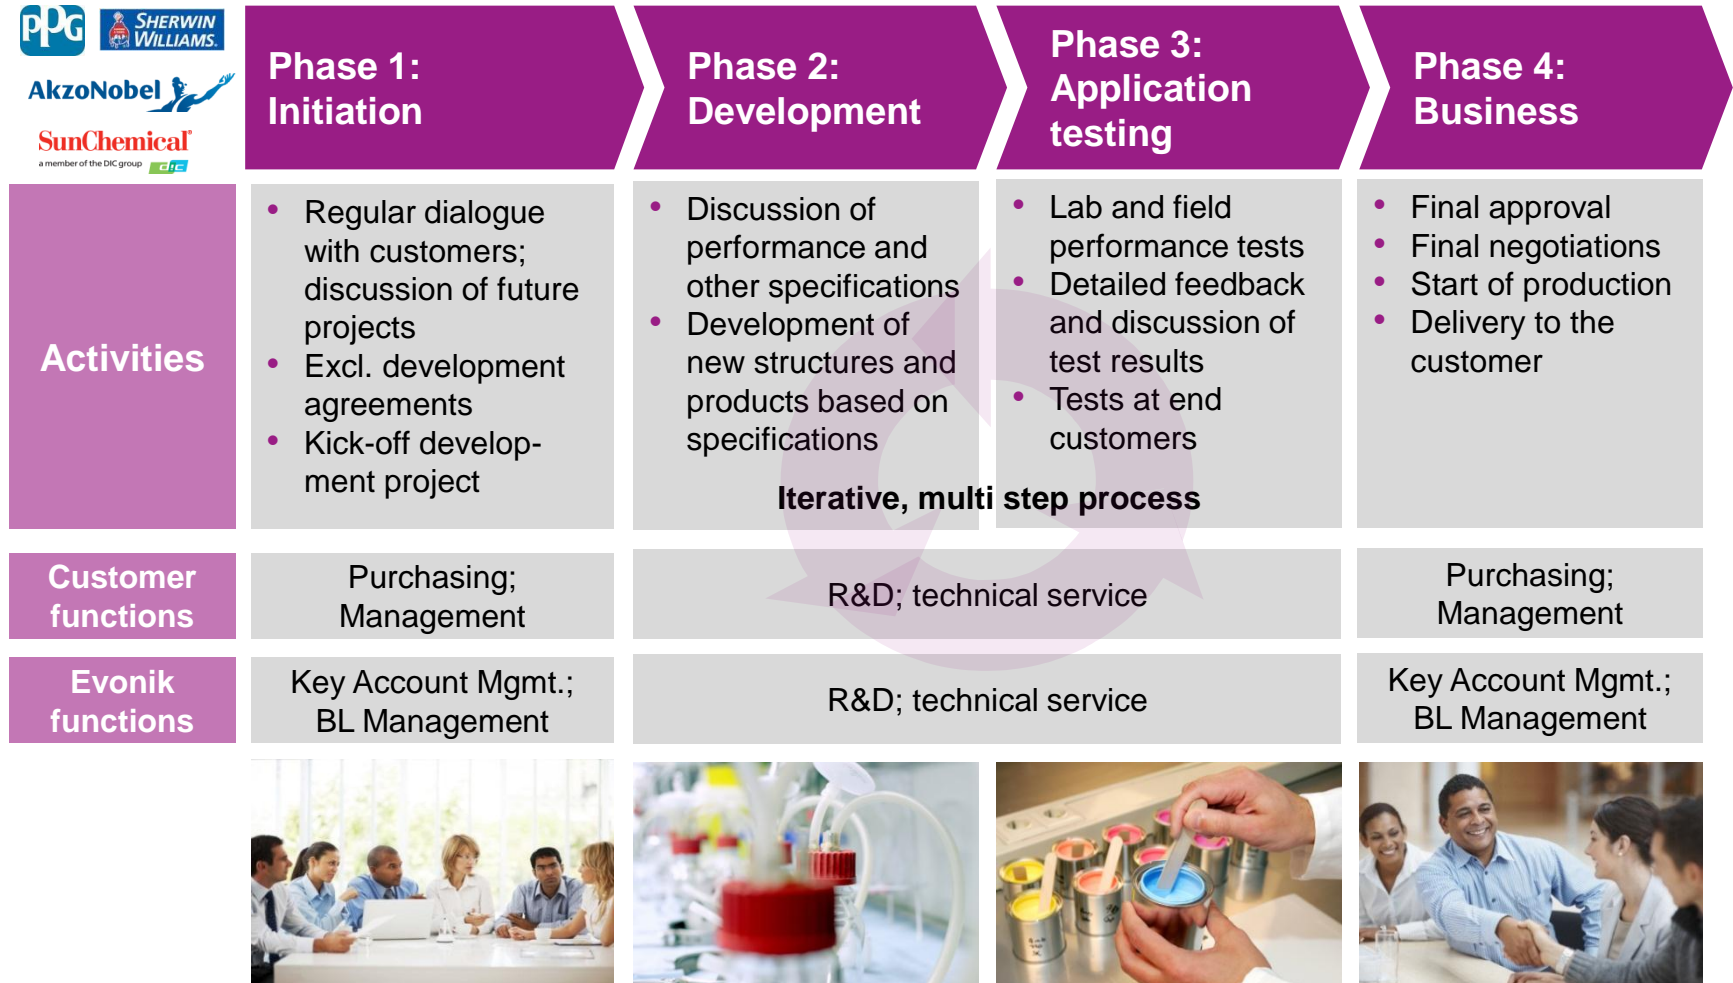 PPG
SHERWIN
WILLIAMS.
AkzoNobel
SunChemical®
a member of the DIC group
DIC
Phase 1:
Initiation
Phase 2:
Development
Phase 3:
Application
testing
Phase 4:
Business
Activities
• Regular dialogue
with customers;
discussion of future
projects
• Excl. development
agreements
• Kick-off develop-
ment project
• Discussion of
performance and
other specifications
• Development of
new structures and
products based on
specifications
• Lab and field
performance tests
• Detailed feedback
and discussion of
test results
• Tests at end
customers
• Final approval
• Final negotiations
• Start of production
• Delivery to the
customer
Iterative, multi step process
Customer
functions
Purchasing;
Management
R&D; technical service
Purchasing;
Management
Evonik
functions
Key Account Mgmt.;
BL Management
R&D; technical service
Key Account Mgmt.;
BL Management